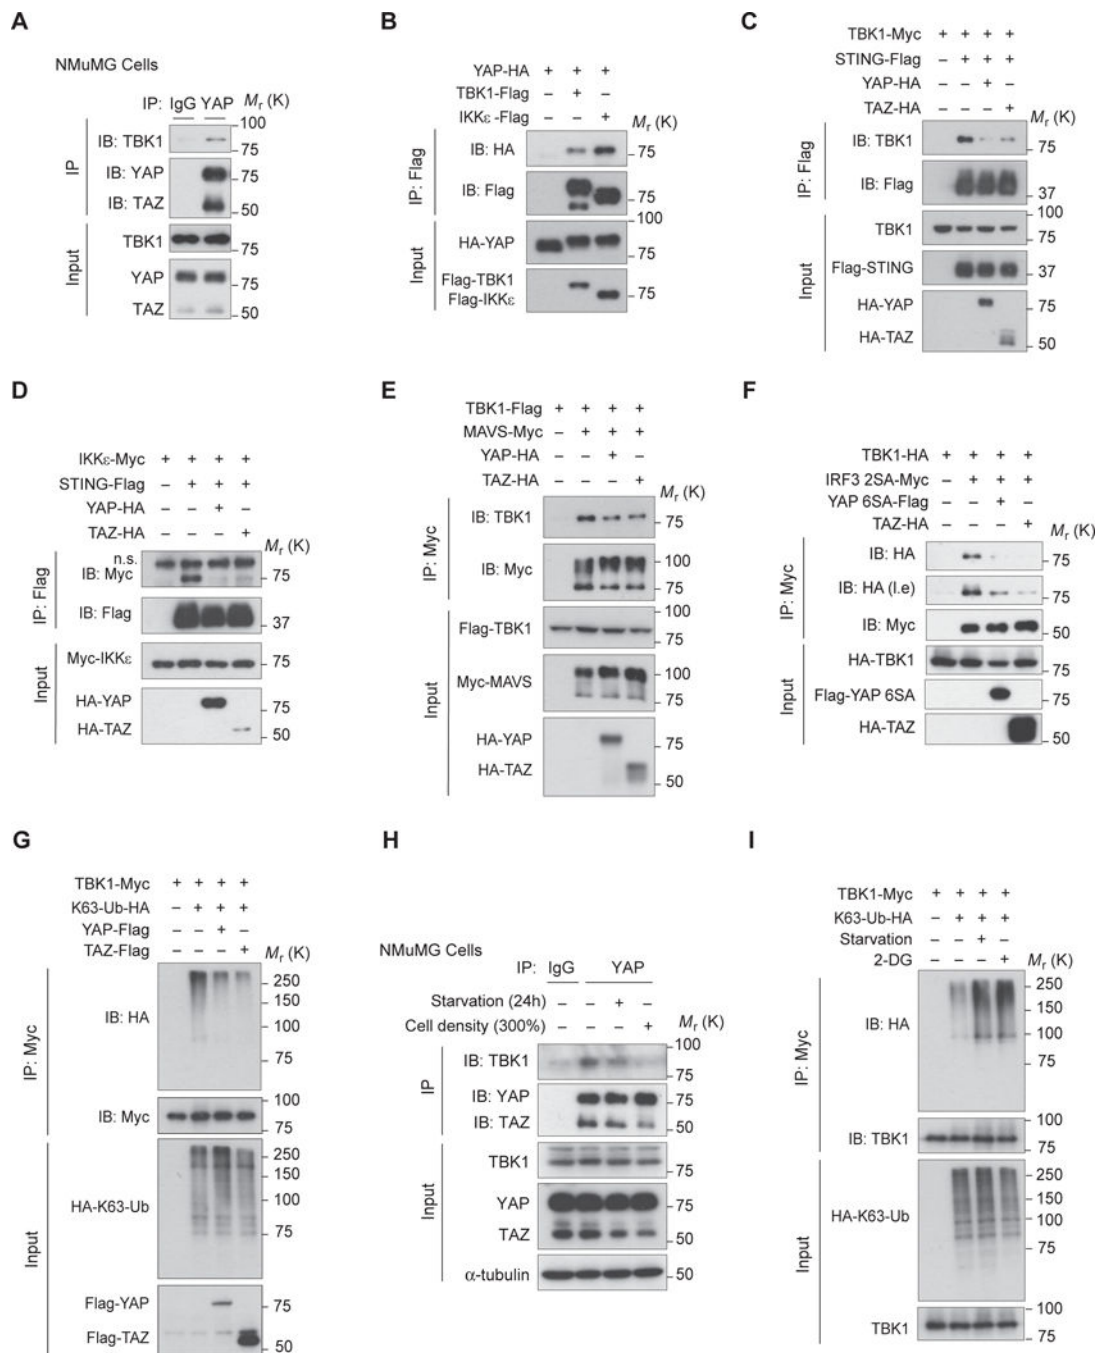 A
NMuMG Cells
IP: IgG YAP Mr (K)
100
IB: TBK1
75
IB: YAP
75
IB: TAZ
50
IP
TBK1
75
YAP
75
TAZ
50
Input
B
YAP-HA + + +
TBK1-Flag – + –
IKKε -Flag – – +
Mr (K)
IB: HA
75
IB: Flag
75
IP: Flag
100
HA-YAP
75
Flag-TBK1
Flag-IKKε
75
Input
C
TBK1-Myc + + + +
STING-Flag – + + +
YAP-HA – – + –
TAZ-HA – – – +
Mr (K)
IB: TBK1
75
IB: Flag
37
IP: Flag
100
TBK1
75
Flag-STING
37
HA-YAP
75
HA-TAZ
50
Input
D
IKKε-Myc + + + +
STING-Flag – + + +
YAP-HA – – + –
TAZ-HA – – – +
Mr (K)
n.s.
IB: Myc
75
IB: Flag
37
IP: Flag
Myc-IKKε
75
HA-YAP
75
HA-TAZ
50
Input
E
TBK1-Flag + + + +
MAVS-Myc – + + +
YAP-HA – – + –
TAZ-HA – – – +
Mr (K)
IB: TBK1
75
IB: Myc
100
75
IP: Myc
100
Flag-TBK1
75
Myc-MAVS
100
75
HA-YAP
75
HA-TAZ
50
Input
F
TBK1-HA + + + +
IRF3 2SA-Myc – + + +
YAP 6SA-Flag – – + –
TAZ-HA – – – +
Mr (K)
IB: HA
75
IB: HA (l.e)
75
IB: Myc
50
IP: Myc
HA-TBK1
75
Flag-YAP 6SA
75
HA-TAZ
50
Input
G
TBK1-Myc + + + +
K63-Ub-HA – + + +
YAP-Flag – – + –
TAZ-Flag – – – +
Mr (K)
250
150
IB: HA
100
75
IP: Myc
100
IB: Myc
75
250
150
HA-K63-Ub
100
75
Flag-YAP
75
Flag-TAZ
50
Input
H
NMuMG Cells
IP: IgG YAP
Starvation (24h) – – + –
Cell density (300%) – – – +
Mr (K)
100
IB: TBK1
75
IB: YAP
75
IB: TAZ
50
IP
TBK1
75
YAP
75
TAZ
50
α-tubulin
50
Input
I
TBK1-Myc + + + +
K63-Ub-HA – + + +
Starvation – – + –
2-DG – – – +
Mr (K)
250
150
IB: HA
100
75
IP: Myc
100
IB: TBK1
75
250
150
HA-K63-Ub
100
75
100
TBK1
75
Input